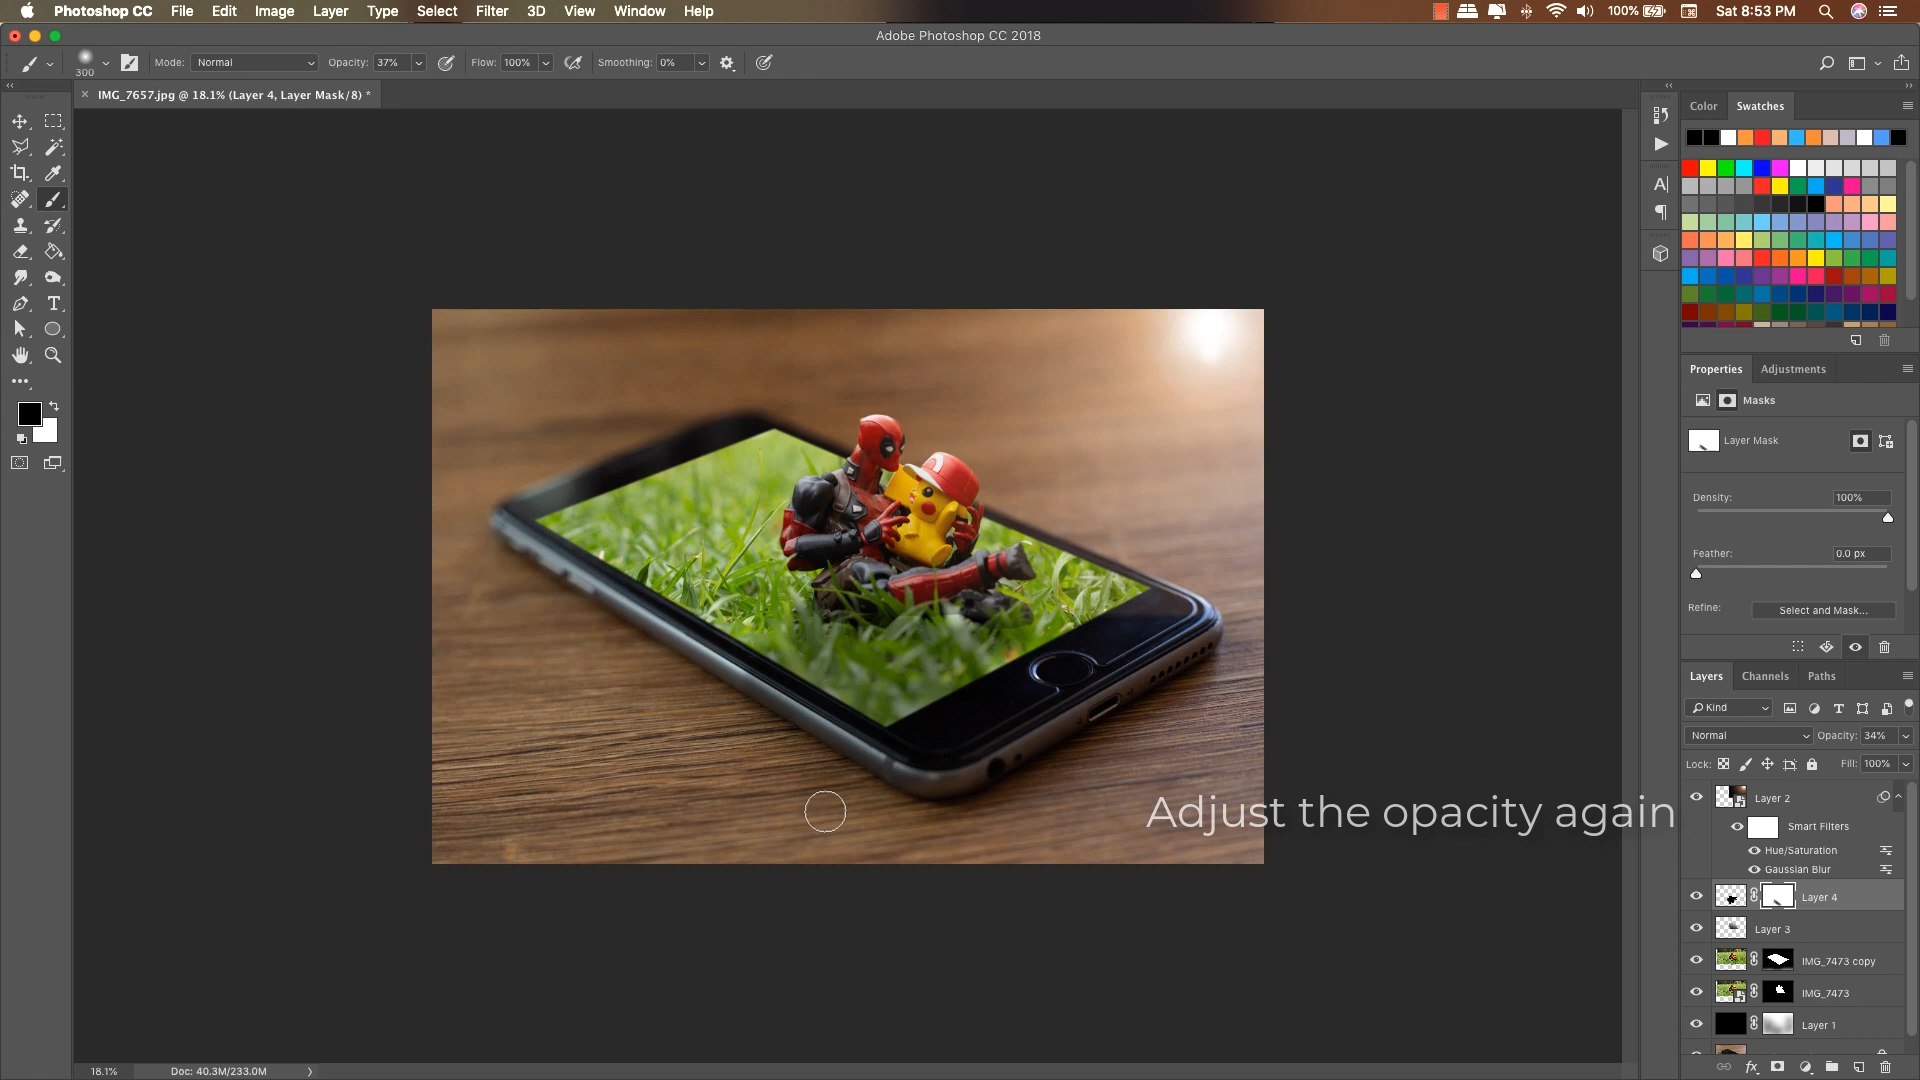 Photoshop CC File Edit Image Layer Type Select Filter 3D View Window Help 100% Sat 8:53 PM
Adobe Photoshop CC 2018
300 Mode: Normal Opacity: 37% Flow: 100% Smoothing: 0%
× IMG_7657.jpg @ 18.1% (Layer 4, Layer Mask/8) *
Color Swatches
Properties Adjustments
Masks
Layer Mask
Density: 100%
Feather: 0.0 px
Refine: Select and Mask...
Layers Channels Paths
Kind
Normal Opacity: 34%
Lock: Fill: 100%
Layer 2
Smart Filters
Hue/Saturation
Gaussian Blur
Layer 4
Layer 3
IMG_7473 copy
IMG_7473
Layer 1
Adjust the opacity again
18.1% Doc: 40.3M/233.0M